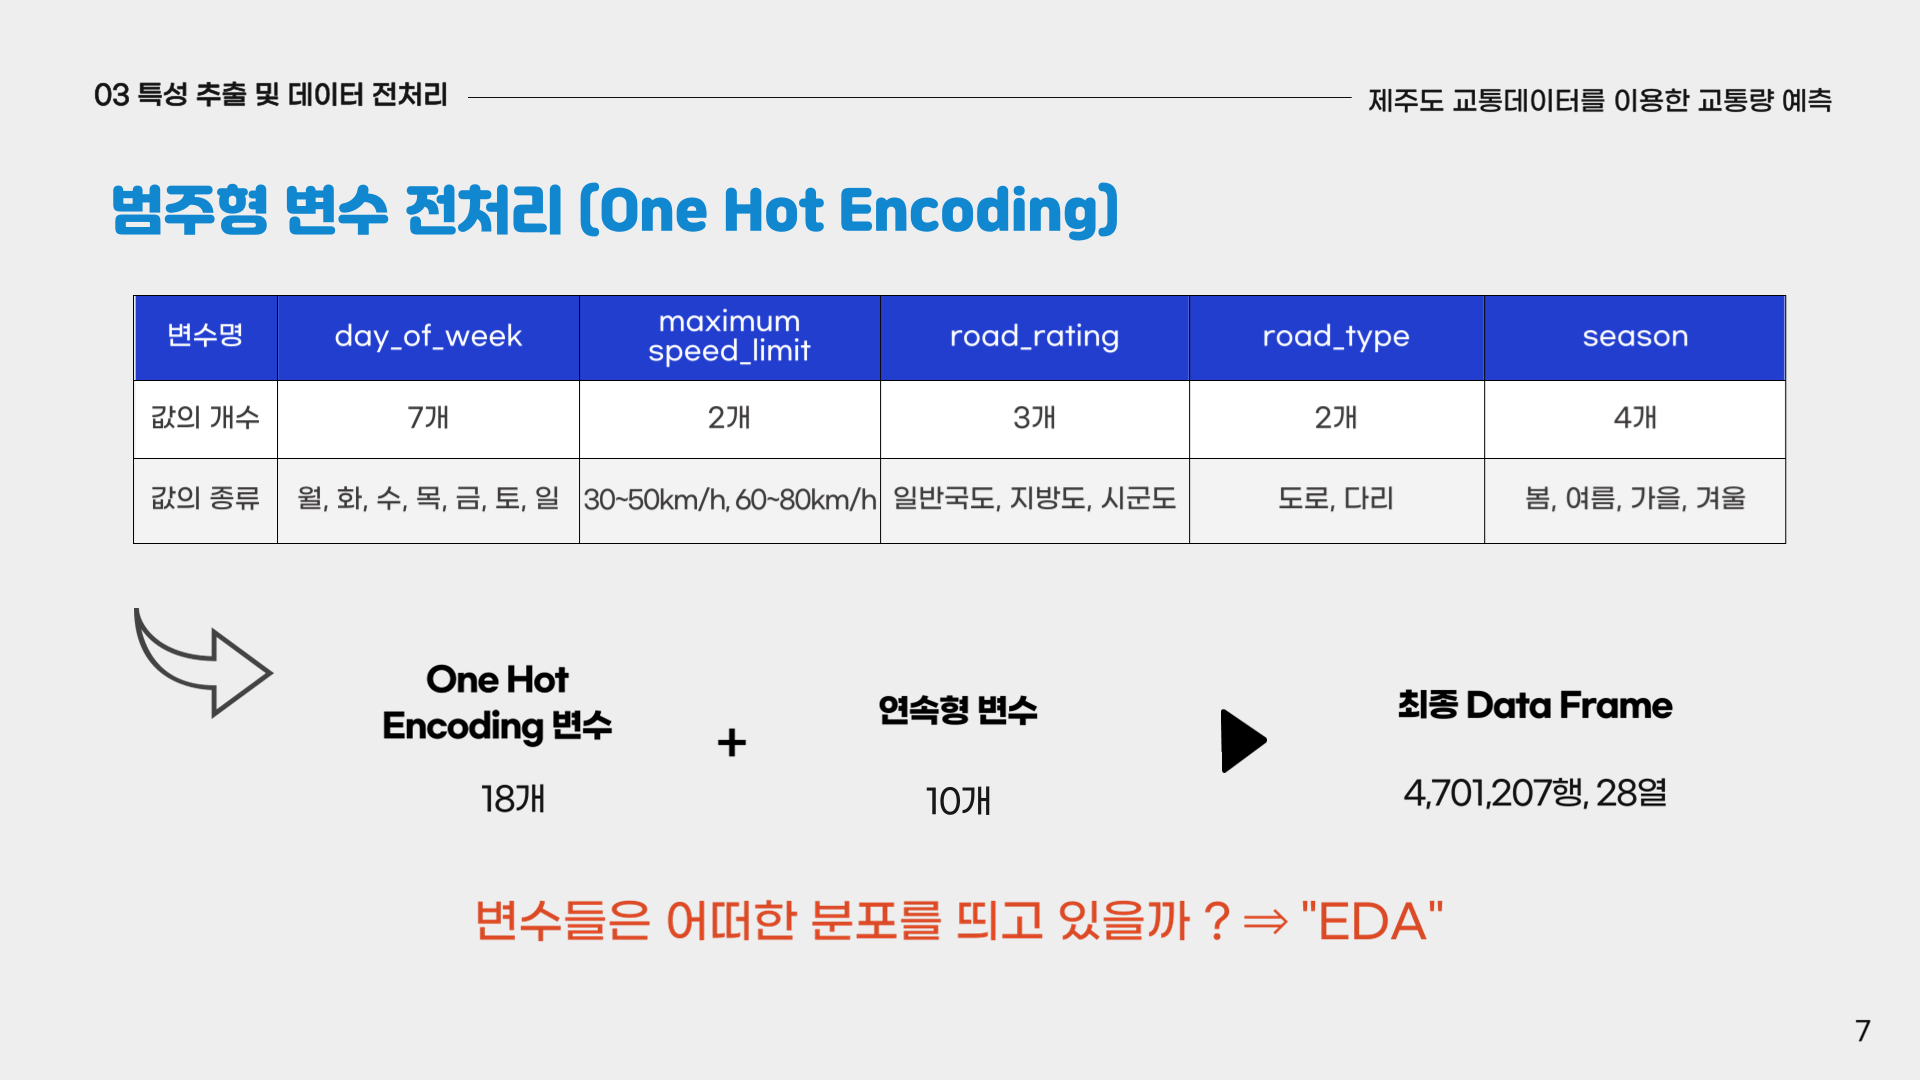 03 특성 추출 및 데이터 전처리
제주도 교통데이터를 이용한 교통량 예측
범주형 변수 전처리 (One Hot Encoding)
변수명 day_of_week maximum speed_limit road_rating road_type season
값의 개수 7개 2개 3개 2개 4개
값의 종류 월, 화, 수, 목, 금, 토, 일 30~50km/h, 60~80km/h 일반국도, 지방도, 시군도 도로, 다리 봄, 여름, 가을, 겨울
One Hot
Encoding 변수
18개
+
연속형 변수
10개
최종 Data Frame
4,701,207행, 28열
변수들은 어떠한 분포를 띄고 있을까 ? ⇒ "EDA"
7